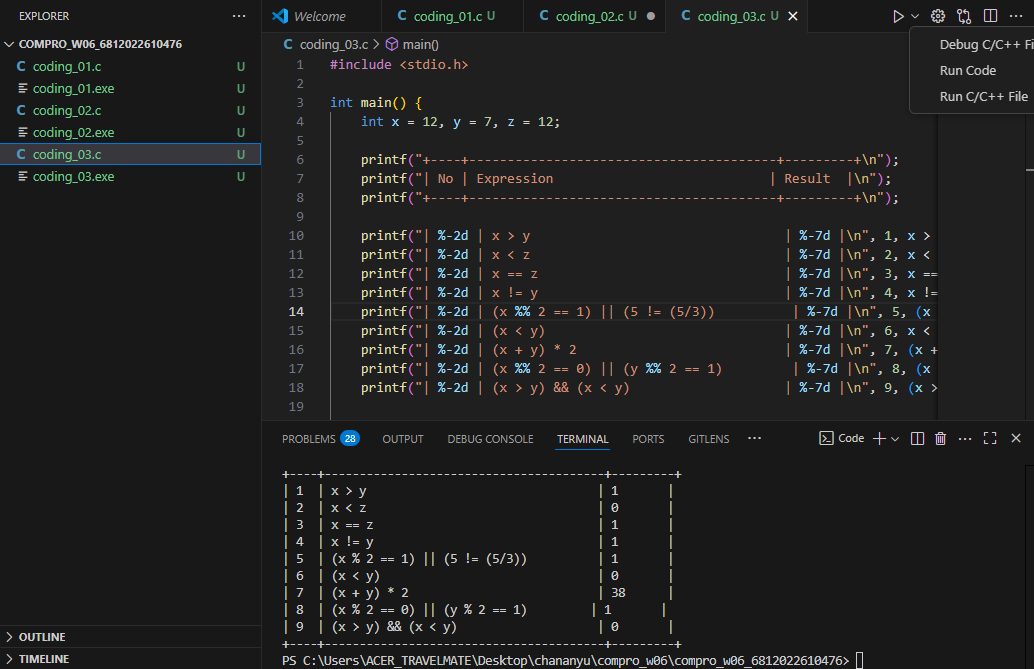 EXPLORER ···
COMPRO_W06_6812022610476
C coding_01.c U
coding_01.exe U
C coding_02.c U
coding_02.exe U
C coding_03.c U
coding_03.exe U
OUTLINE
TIMELINE
Welcome C coding_01.c U C coding_02.c U ● C coding_03.c U ×
Debug C/C++ Fi
Run Code
Run C/C++ File
C coding_03.c > main()
1 #include <stdio.h>
2
3 int main() {
4 int x = 12, y = 7, z = 12;
5
6 printf("+----+----------------------------------------+---------+\n");
7 printf("| No | Expression | Result |\n");
8 printf("+----+----------------------------------------+---------+\n");
9
10 printf("| %-2d | x > y | %-7d |\n", 1, x >
11 printf("| %-2d | x < z | %-7d |\n", 2, x <
12 printf("| %-2d | x == z | %-7d |\n", 3, x ==
13 printf("| %-2d | x != y | %-7d |\n", 4, x !=
14 printf("| %-2d | (x %% 2 == 1) || (5 != (5/3)) | %-7d |\n", 5, (x
15 printf("| %-2d | (x < y) | %-7d |\n", 6, x <
16 printf("| %-2d | (x + y) * 2 | %-7d |\n", 7, (x +
17 printf("| %-2d | (x %% 2 == 0) || (y %% 2 == 1) | %-7d |\n", 8, (x
18 printf("| %-2d | (x > y) && (x < y) | %-7d |\n", 9, (x >
19
PROBLEMS 28 OUTPUT DEBUG CONSOLE TERMINAL PORTS GITLENS ··· Code
+----+----------------------------------------+---------+
| 1 | x > y | 1 |
| 2 | x < z | 0 |
| 3 | x == z | 1 |
| 4 | x != y | 1 |
| 5 | (x % 2 == 1) || (5 != (5/3)) | 1 |
| 6 | (x < y) | 0 |
| 7 | (x + y) * 2 | 38 |
| 8 | (x % 2 == 0) || (y % 2 == 1) | 1 |
| 9 | (x > y) && (x < y) | 0 |
+----+----------------------------------------+---------+
PS C:\Users\ACER_TRAVELMATE\Desktop\chananyu\compro_w06\compro_w06_6812022610476>